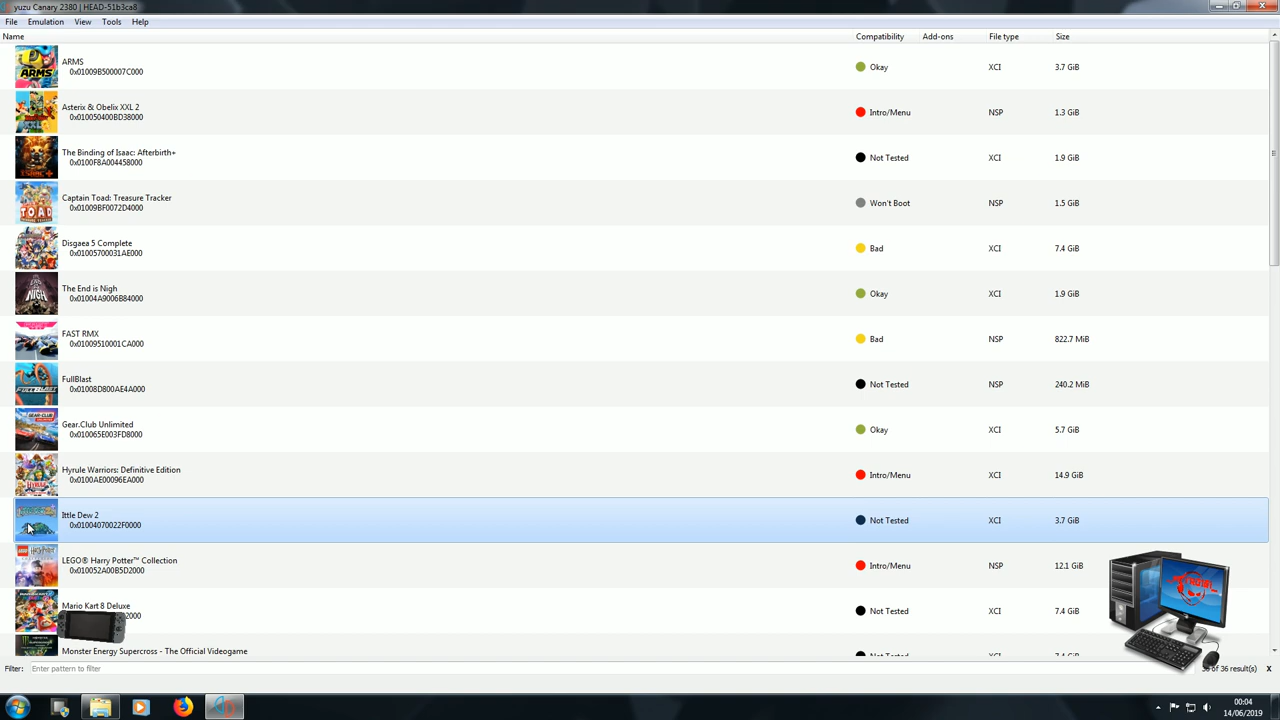 yuzu Canary 2380 | HEAD-51b3ca8
File Emulation View Tools Help
Name Compatibility Add-ons File type Size
ARMS
0x01009B500007C000
Okay XCI 3.7 GiB
Asterix & Obelix XXL 2
0x010050400BD38000
Intro/Menu NSP 1.3 GiB
The Binding of Isaac: Afterbirth+
0x0100F8A004458000
Not Tested XCI 1.9 GiB
Captain Toad: Treasure Tracker
0x01009BF0072D4000
Won't Boot NSP 1.5 GiB
Disgaea 5 Complete
0x01005700031AE000
Bad XCI 7.4 GiB
The End is Nigh
0x01004A9006B84000
Okay XCI 1.9 GiB
FAST RMX
0x01009510001CA000
Bad NSP 822.7 MiB
FullBlast
0x01008D800AE4A000
Not Tested NSP 240.2 MiB
Gear.Club Unlimited
0x010065E003FD8000
Okay XCI 5.7 GiB
Hyrule Warriors: Definitive Edition
0x0100AE00096EA000
Intro/Menu XCI 14.9 GiB
Ittle Dew 2
0x01004070022F0000
Not Tested XCI 3.7 GiB
LEGO® Harry Potter™ Collection
0x010052A00B5D2000
Intro/Menu NSP 12.1 GiB
Mario Kart 8 Deluxe
2000
Not Tested XCI 7.4 GiB
Monster Energy Supercross - The Official Videogame
Filter: Enter pattern to filter
of 36 result(s) X
00:04
14/06/2019